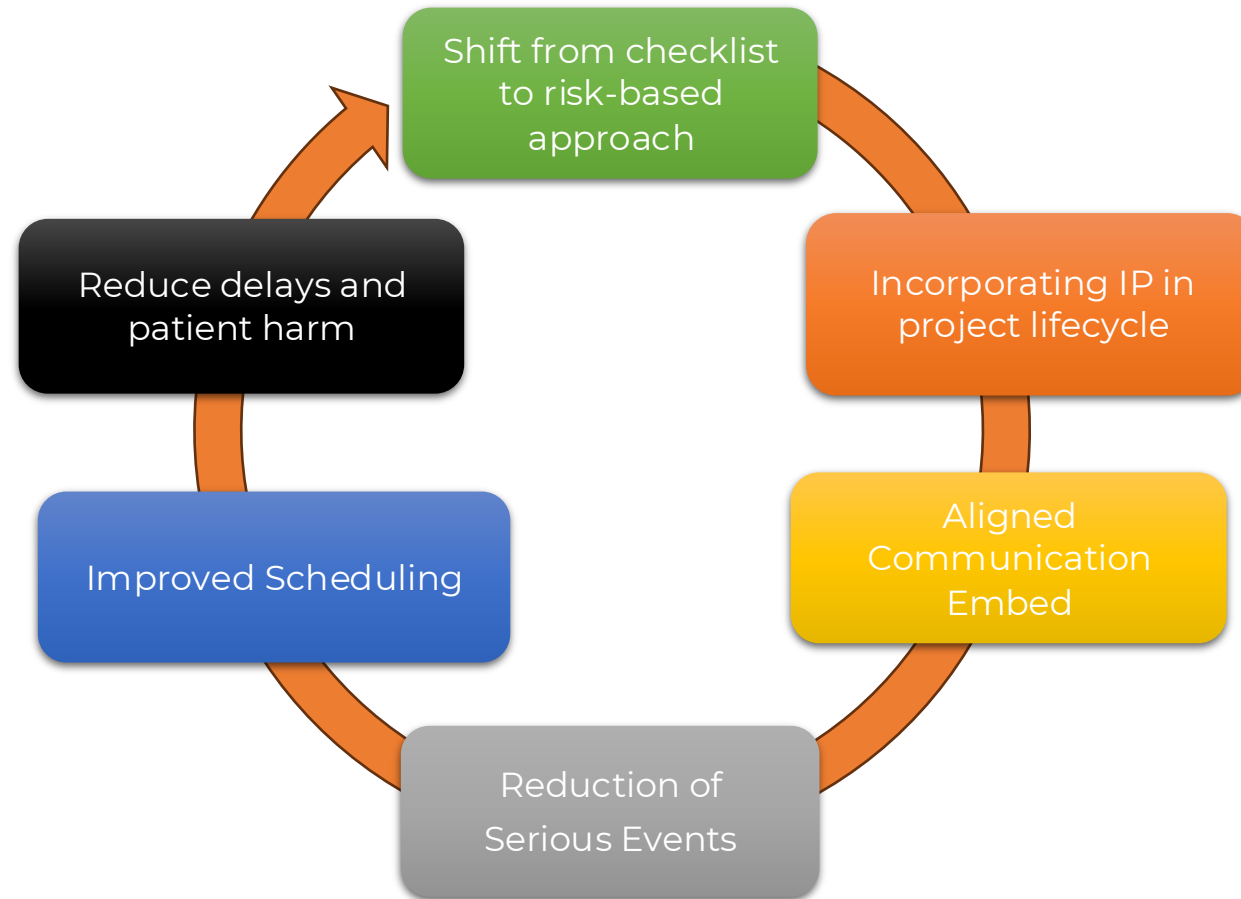 Shift from checklist
to risk-based
approach
Incorporating IP in
project lifecycle
Aligned
Communication
Embed
Reduction of
Serious Events
Improved Scheduling
Reduce delays and
patient harm